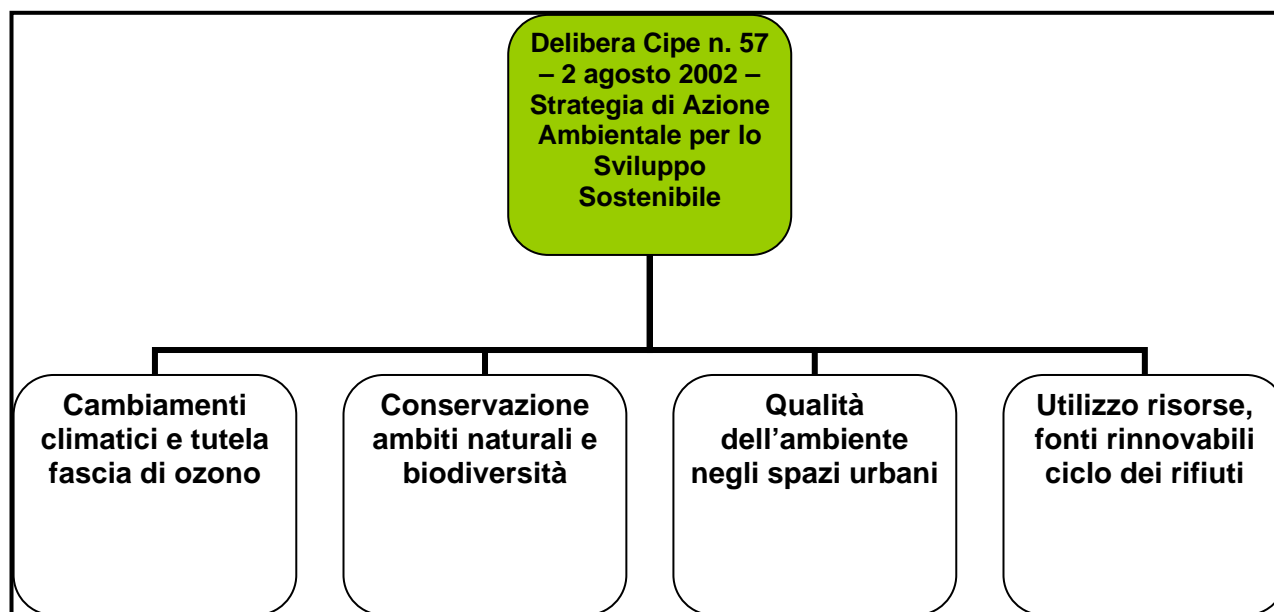 Delibera Cipe n. 57
– 2 agosto 2002 –
Strategia di Azione
Ambientale per lo
Sviluppo
Sostenibile
Cambiamenti
climatici e tutela
fascia di ozono
Conservazione
ambiti naturali e
biodiversità
Qualità
dell’ambiente
negli spazi urbani
Utilizzo risorse,
fonti rinnovabili
ciclo dei rifiuti